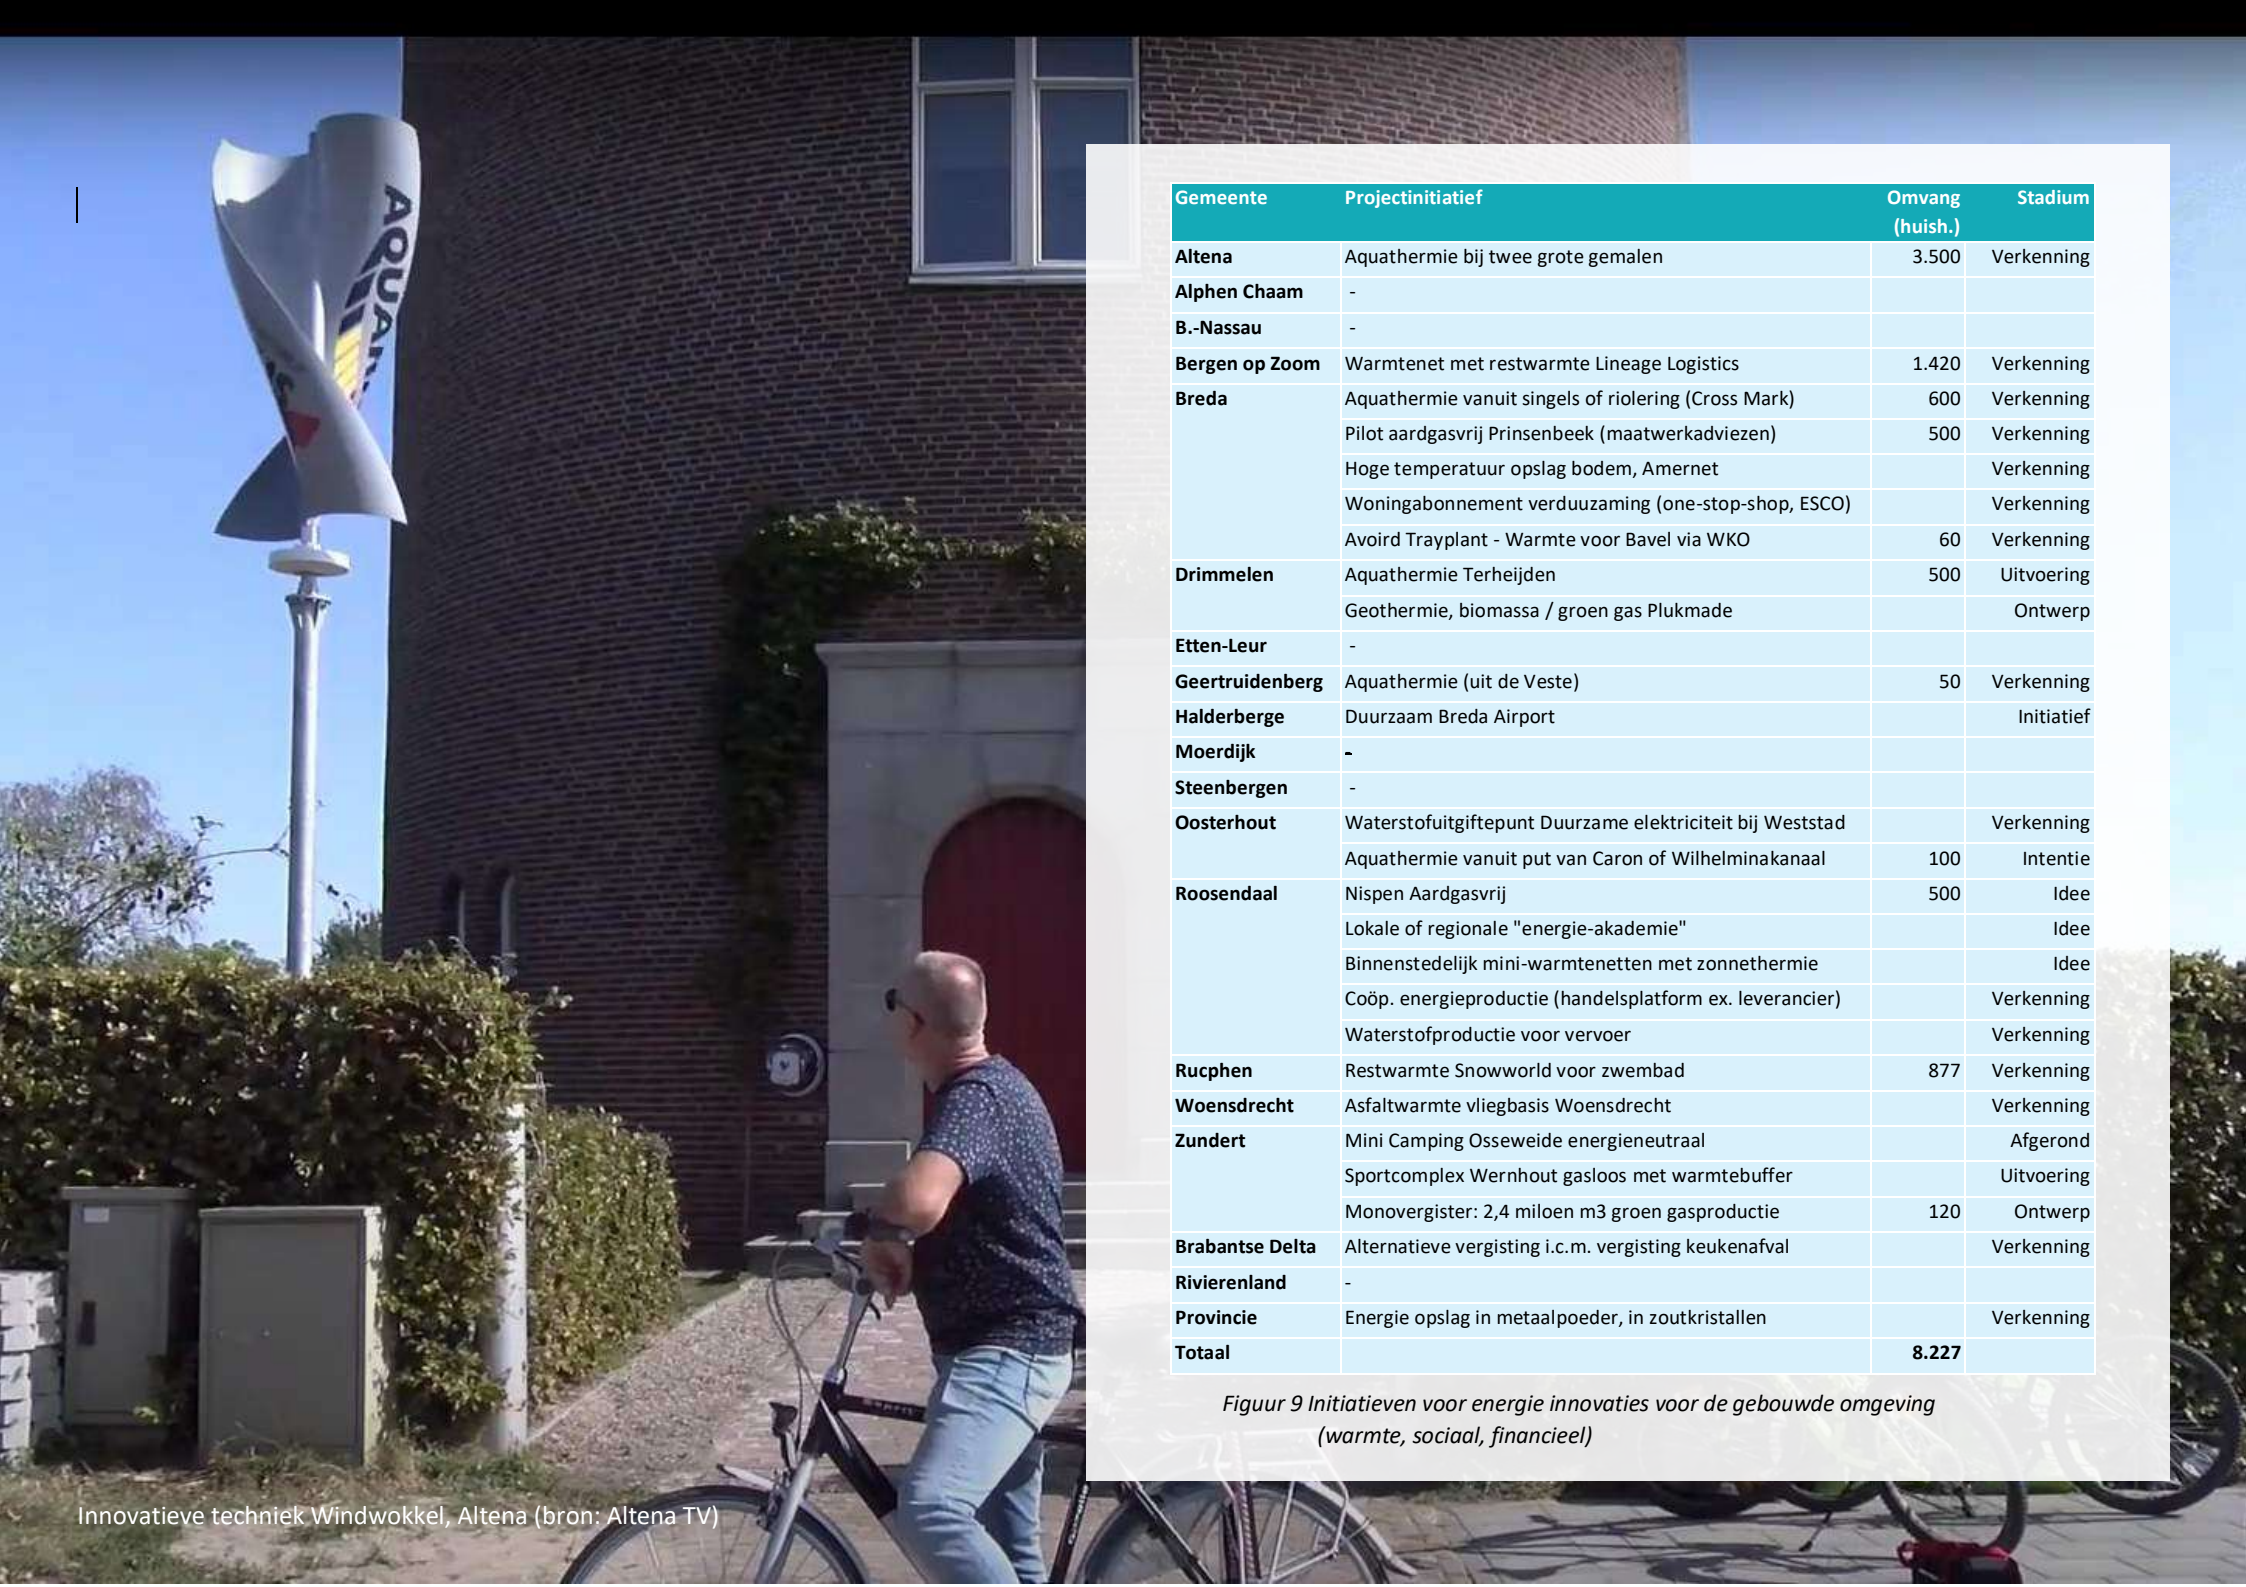 AQUA
Gemeente Projectinitiatief Omvang (huish.) Stadium
Altena Aquathermie bij twee grote gemalen 3.500 Verkenning
Alphen Chaam -
B.-Nassau -
Bergen op Zoom Warmtenet met restwarmte Lineage Logistics 1.420 Verkenning
Breda Aquathermie vanuit singels of riolering (Cross Mark) 600 Verkenning
Pilot aardgasvrij Prinsenbeek (maatwerkadviezen) 500 Verkenning
Hoge temperatuur opslag bodem, Amernet Verkenning
Woningabonnement verduuzaming (one-stop-shop, ESCO) Verkenning
Avoird Trayplant - Warmte voor Bavel via WKO 60 Verkenning
Drimmelen Aquathermie Terheijden 500 Uitvoering
Geothermie, biomassa / groen gas Plukmade Ontwerp
Etten-Leur -
Geertruidenberg Aquathermie (uit de Veste) 50 Verkenning
Halderberge Duurzaam Breda Airport Initiatief
Moerdijk -
Steenbergen -
Oosterhout Waterstofuitgiftepunt Duurzame elektriciteit bij Weststad Verkenning
Aquathermie vanuit put van Caron of Wilhelminakanaal 100 Intentie
Roosendaal Nispen Aardgasvrij 500 Idee
Lokale of regionale "energie-akademie" Idee
Binnenstedelijk mini-warmtenetten met zonnethermie Idee
Coöp. energieproductie (handelsplatform ex. leverancier) Verkenning
Waterstofproductie voor vervoer Verkenning
Rucphen Restwarmte Snowworld voor zwembad 877 Verkenning
Woensdrecht Asfaltwarmte vliegbasis Woensdrecht Verkenning
Zundert Mini Camping Osseweide energieneutraal Afgerond
Sportcomplex Wernhout gasloos met warmtebuffer Uitvoering
Monovergister: 2,4 miloen m3 groen gasproductie 120 Ontwerp
Brabantse Delta Alternatieve vergisting i.c.m. vergisting keukenafval Verkenning
Rivierenland -
Provincie Energie opslag in metaalpoeder, in zoutkristallen Verkenning
Totaal 8.227
Figuur 9 Initiatieven voor energie innovaties voor de gebouwde omgeving
(warmte, sociaal, financieel)
Innovatieve techniek Windwokkel, Altena (bron: Altena TV)